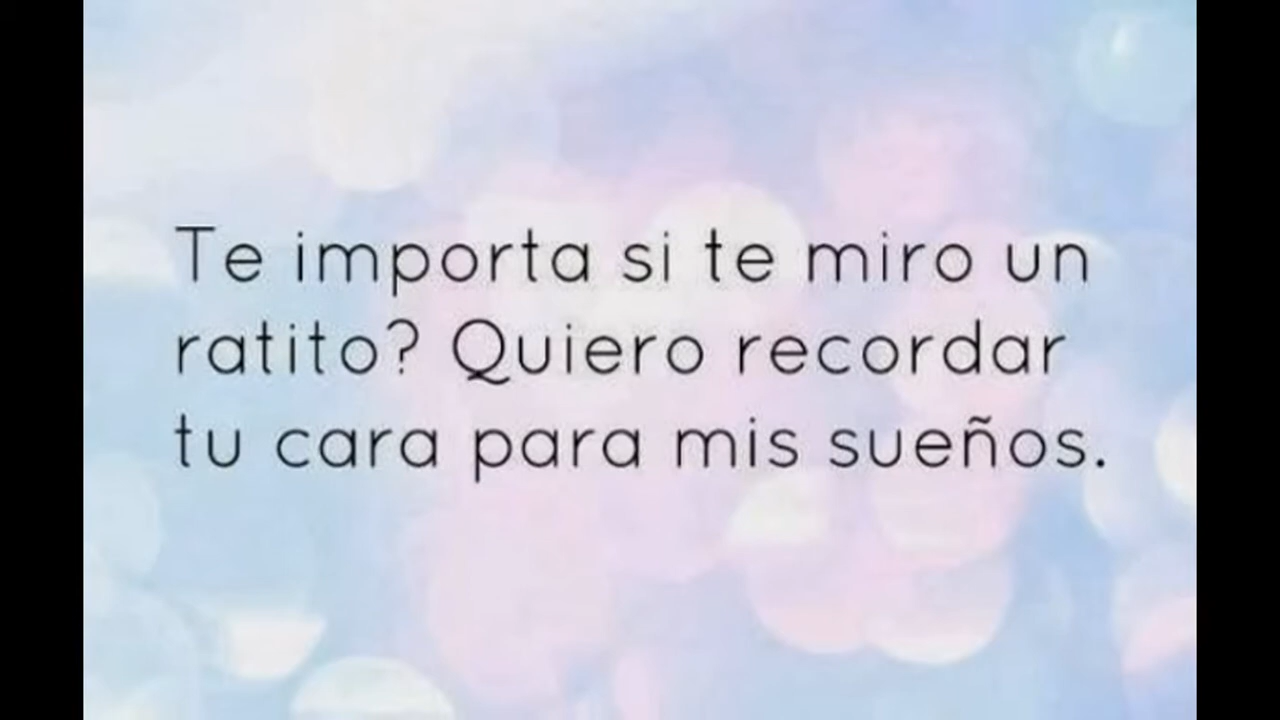 Te importa si te miro un
ratito? Quiero recordar
tu cara para mis sueños.